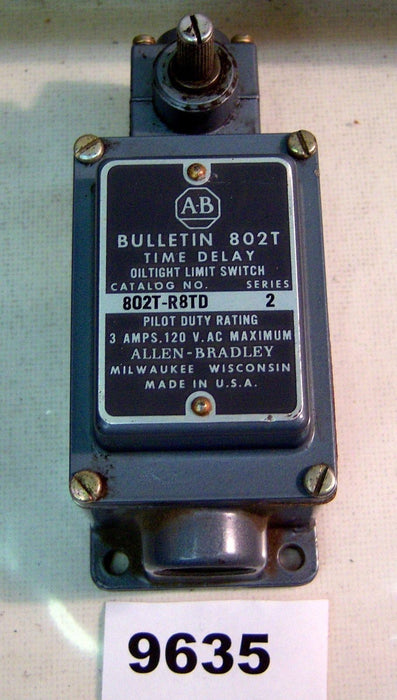 A-B
BULLETIN 802T
TIME DELAY
OILTIGHT LIMIT SWITCH
CATALOG NO. SERIES
802T-R8TD 2
PILOT DUTY RATING
3 AMPS. 120 V. AC MAXIMUM
ALLEN-BRADLEY
MILWAUKEE WISCONSIN
MADE IN U.S.A.
9635